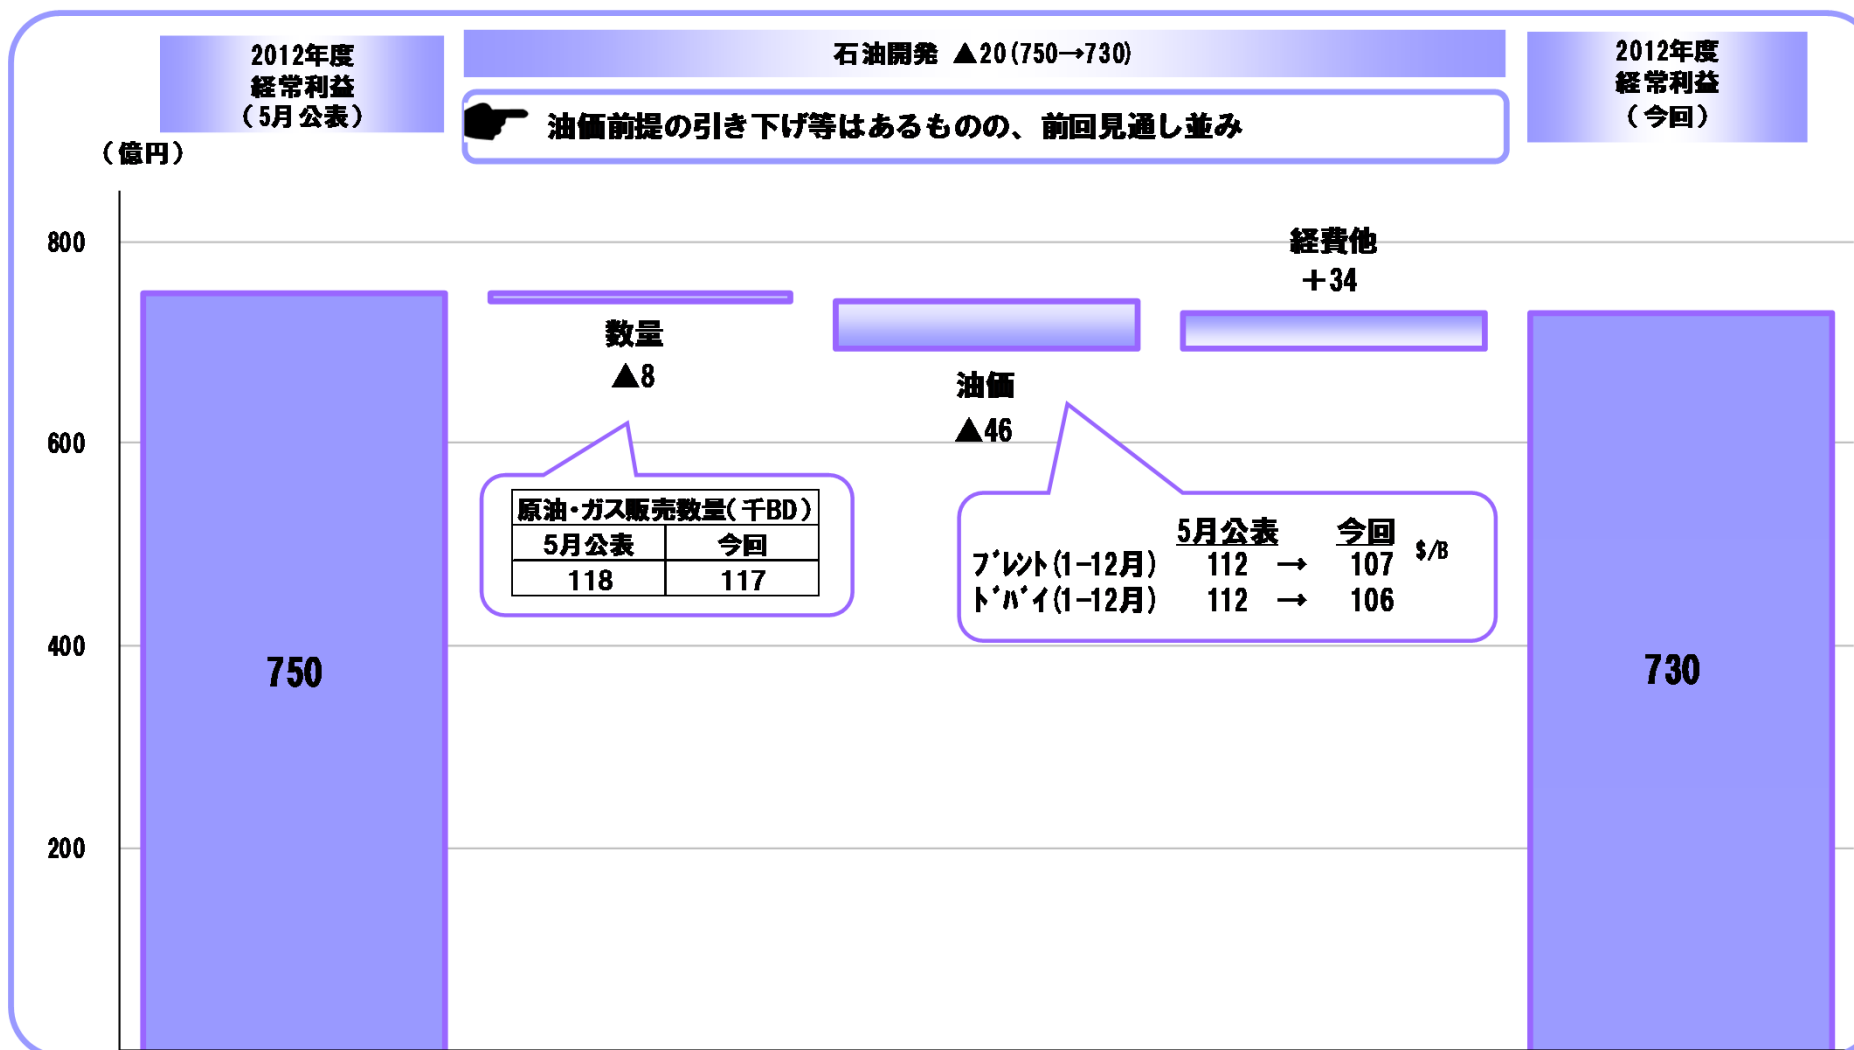 2012年度
経常利益
（5月公表）
石油開発 ▲20(750→730)
油価前提の引き下げ等はあるものの、前回見通し並み
2012年度
経常利益
（今回）
（億円）
800
600
400
200
750
数量
▲8
油価
▲46
経費他
＋34
730
原油・ガス販売数量(千BD)
5月公表 今回
118 117
5月公表 今回
ﾌﾞﾚﾝﾄ(1-12月) 112 → 107 $/B
ﾄﾞﾊﾞｲ(1-12月) 112 → 106